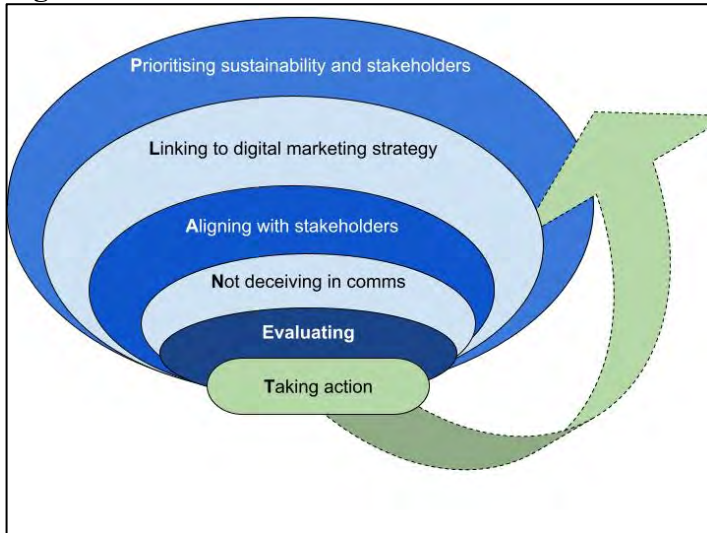 Prioritising sustainability and stakeholders
Linking to digital marketing strategy
Aligning with stakeholders
Not deceiving in comms
Evaluating
Taking action